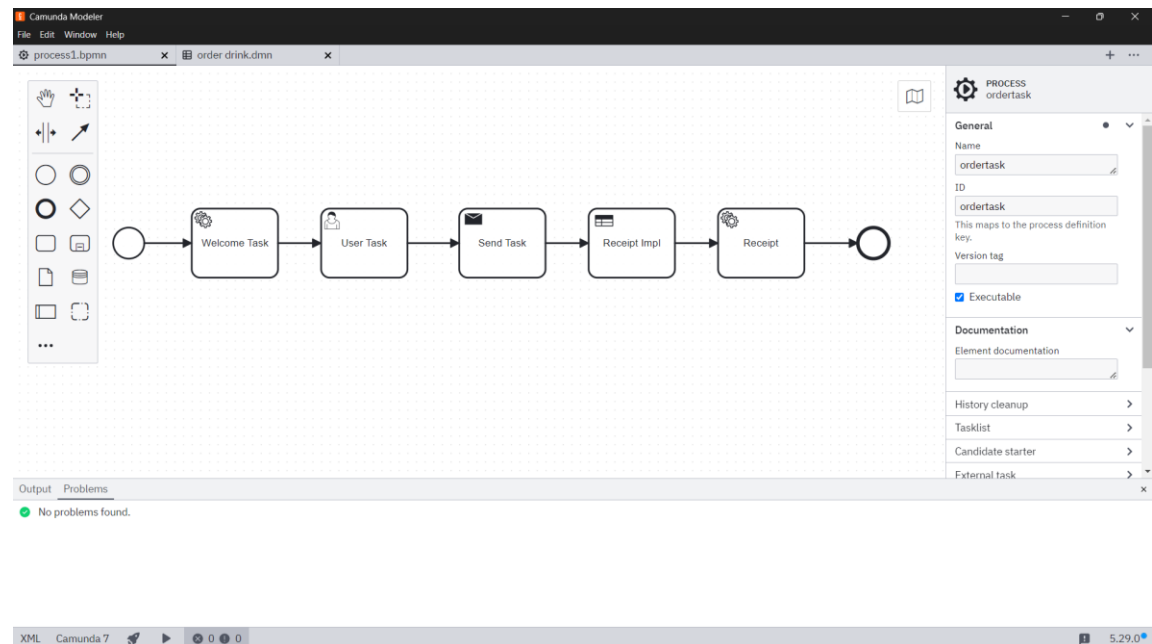 Camunda Modeler
File Edit Window Help
process1.bpmn
order drink.dmn
PROCESS
ordertask
General
Name
ordertask
ID
ordertask
This maps to the process definition
key.
Version tag
Executable
Documentation
Element documentation
History cleanup
Tasklist
Candidate starter
External task
Welcome Task
User Task
Send Task
Receipt Impl
Receipt
Output Problems
No problems found.
XML Camunda 7 0 0 5.29.0